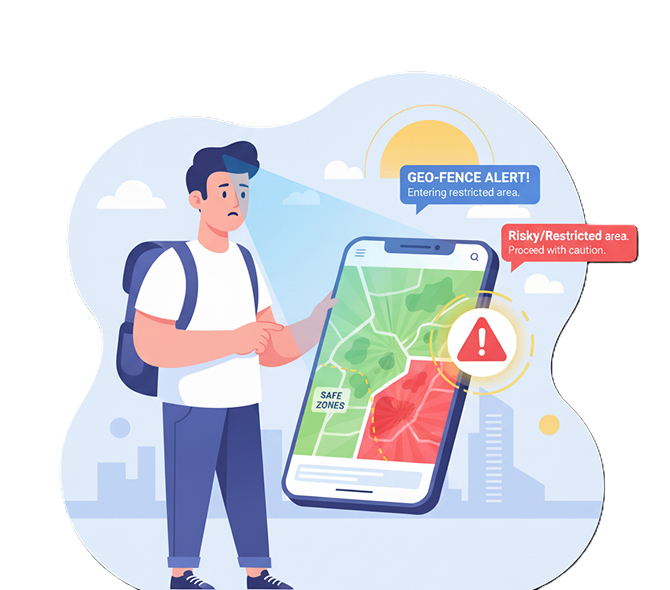 GEO-FENCE ALERT!
Entering restricted area.
Risky/Restricted area.
Proceed with caution.
SAFE
ZONES